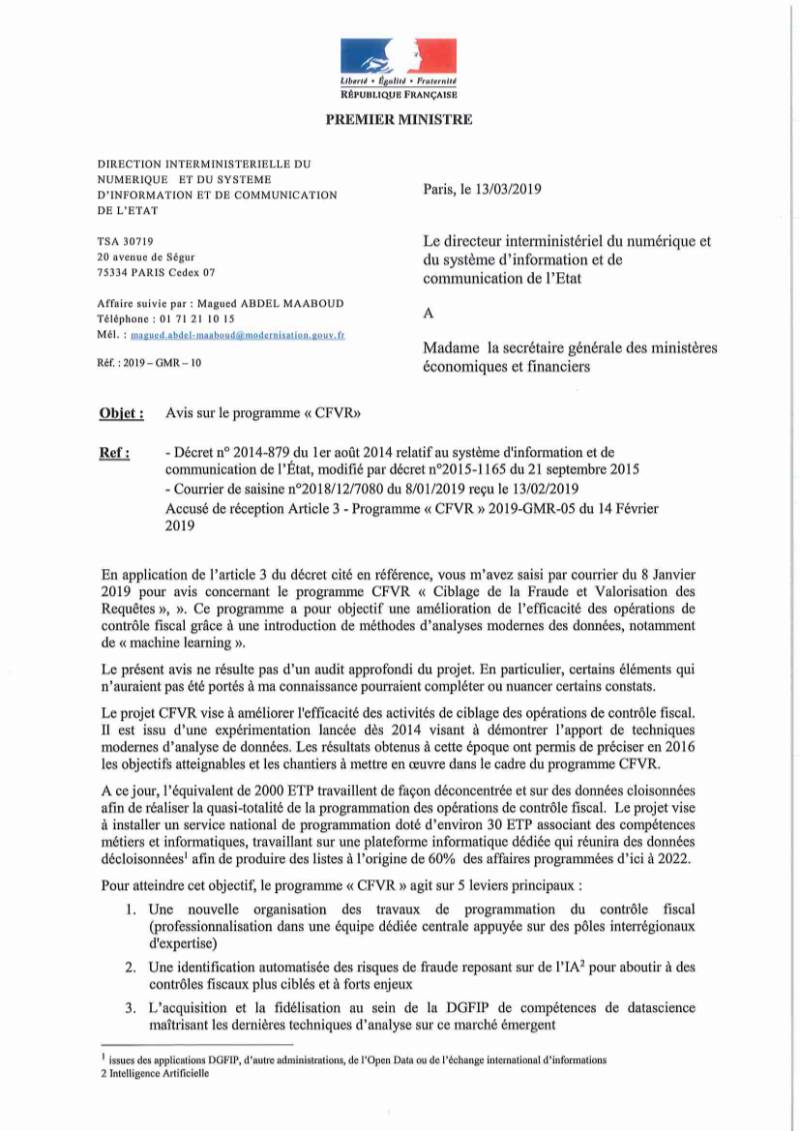 Liberté • Égalité • Fraternité
RÉPUBLIQUE FRANÇAISE
PREMIER MINISTRE
DIRECTION INTERMINISTERIELLE DU
NUMERIQUE ET DU SYSTEME
D'INFORMATION ET DE COMMUNICATION
DE L'ETAT
TSA 30719
20 avenue de Ségur
75334 PARIS Cedex 07
Affaire suivie par : Magued ABDEL MAABOUD
Téléphone : 01 71 21 10 15
Mél. : magued.abdel-maaboud@modernisation.gouv.fr
Réf. : 2019 – GMR – 10
Paris, le 13/03/2019
Le directeur interministériel du numérique et
du système d'information et de
communication de l'Etat
A
Madame la secrétaire générale des ministères
économiques et financiers
Objet : Avis sur le programme « CFVR»
Ref : - Décret n° 2014-879 du 1er août 2014 relatif au système d'information et de
communication de l'État, modifié par décret n°2015-1165 du 21 septembre 2015
- Courrier de saisine n°2018/12/7080 du 8/01/2019 reçu le 13/02/2019
Accusé de réception Article 3 - Programme « CFVR » 2019-GMR-05 du 14 Février
2019
En application de l'article 3 du décret cité en référence, vous m'avez saisi par courrier du 8 Janvier
2019 pour avis concernant le programme CFVR « Ciblage de la Fraude et Valorisation des
Requêtes », ». Ce programme a pour objectif une amélioration de l'efficacité des opérations de
contrôle fiscal grâce à une introduction de méthodes d'analyses modernes des données, notamment
de « machine learning ».
Le présent avis ne résulte pas d'un audit approfondi du projet. En particulier, certains éléments qui
n'auraient pas été portés à ma connaissance pourraient compléter ou nuancer certains constats.
Le projet CFVR vise à améliorer l'efficacité des activités de ciblage des opérations de contrôle fiscal.
Il est issu d'une expérimentation lancée dès 2014 visant à démontrer l'apport de techniques
modernes d'analyse de données. Les résultats obtenus à cette époque ont permis de préciser en 2016
les objectifs atteignables et les chantiers à mettre en œuvre dans le cadre du programme CFVR.
A ce jour, l'équivalent de 2000 ETP travaillent de façon déconcentrée et sur des données cloisonnées
afin de réaliser la quasi-totalité de la programmation des opérations de contrôle fiscal. Le projet vise
à installer un service national de programmation doté d'environ 30 ETP associant des compétences
métiers et informatiques, travaillant sur une plateforme informatique dédiée qui réunira des données
décloisonnées¹ afin de produire des listes à l'origine de 60% des affaires programmées d'ici à 2022.
Pour atteindre cet objectif, le programme « CFVR » agit sur 5 leviers principaux :
1. Une nouvelle organisation des travaux de programmation du contrôle fiscal
(professionnalisation dans une équipe dédiée centrale appuyée sur des pôles interrégionaux
d'expertise)
2. Une identification automatisée des risques de fraude reposant sur de l'IA² pour aboutir à des
contrôles fiscaux plus ciblés et à forts enjeux
3. L'acquisition et la fidélisation au sein de la DGFIP de compétences de datascience
maîtrisant les dernières techniques d'analyse sur ce marché émergent
¹ issues des applications DGFIP, d'autre administrations, de l'Open Data ou de l'échange international d'informations
2 Intelligence Artificielle